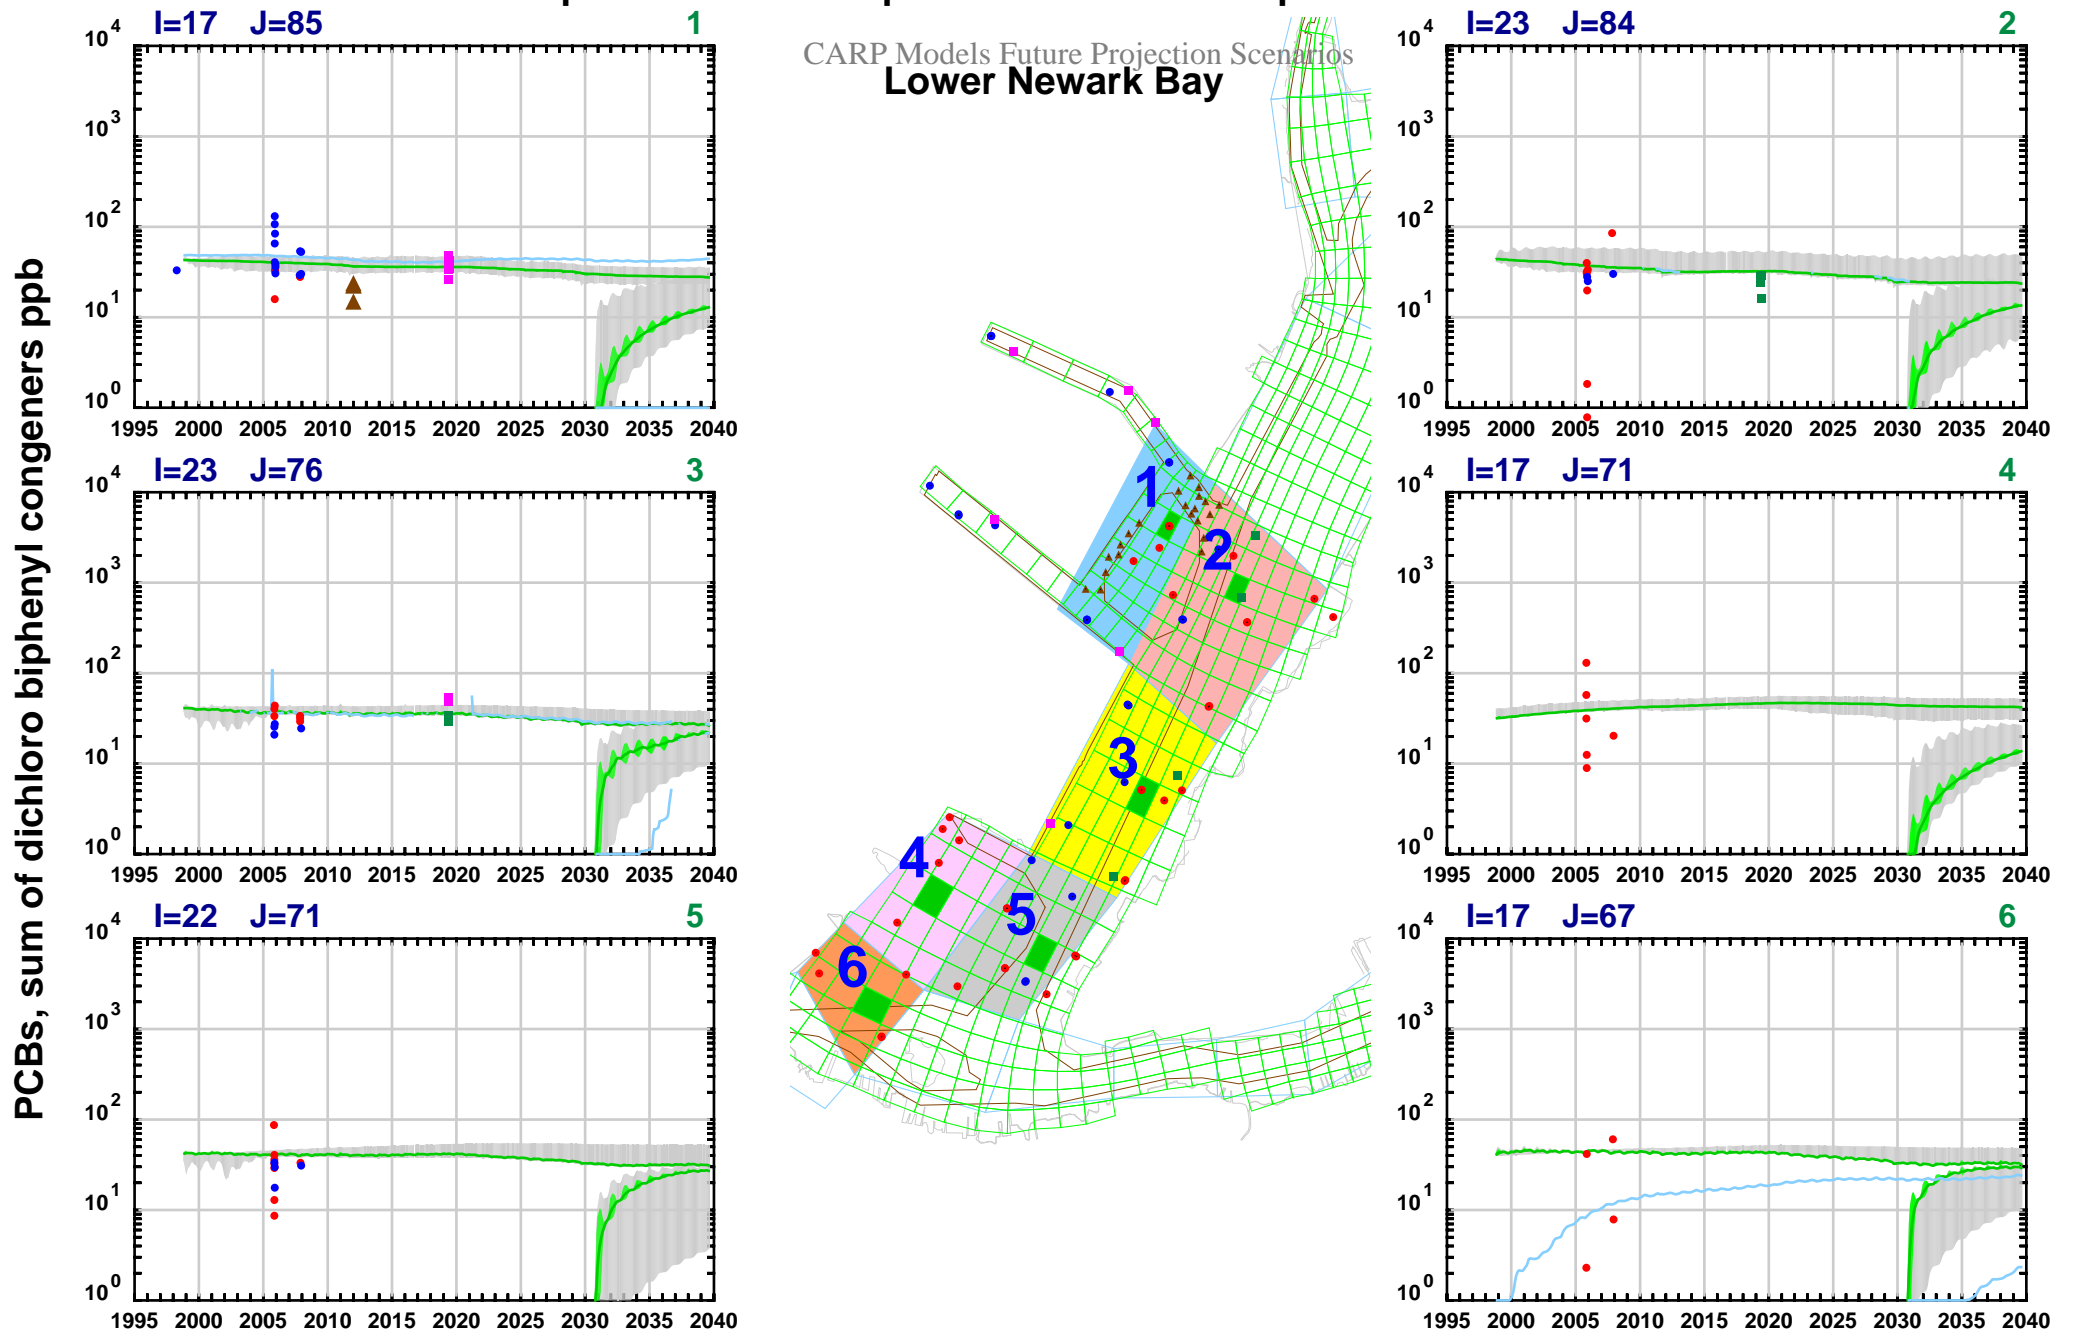 CARP Models Future Projection Scenarios
Lower Newark Bay
PCBs, sum of dichloro biphenyl congeners ppb
I=17 J=85 1
10^4
10^3
10^2
10^1
10^0
1995 2000 2005 2010 2015 2020 2025 2030 2035 2040
I=23 J=84 2
10^4
10^3
10^2
10^1
10^0
1995 2000 2005 2010 2015 2020 2025 2030 2035 2040
I=23 J=76 3
10^4
10^3
10^2
10^1
10^0
1995 2000 2005 2010 2015 2020 2025 2030 2035 2040
I=17 J=71 4
10^4
10^3
10^2
10^1
10^0
1995 2000 2005 2010 2015 2020 2025 2030 2035 2040
I=22 J=71 5
10^4
10^3
10^2
10^1
10^0
1995 2000 2005 2010 2015 2020 2025 2030 2035 2040
I=17 J=67 6
10^4
10^3
10^2
10^1
10^0
1995 2000 2005 2010 2015 2020 2025 2030 2035 2040
1
2
3
4
5
6